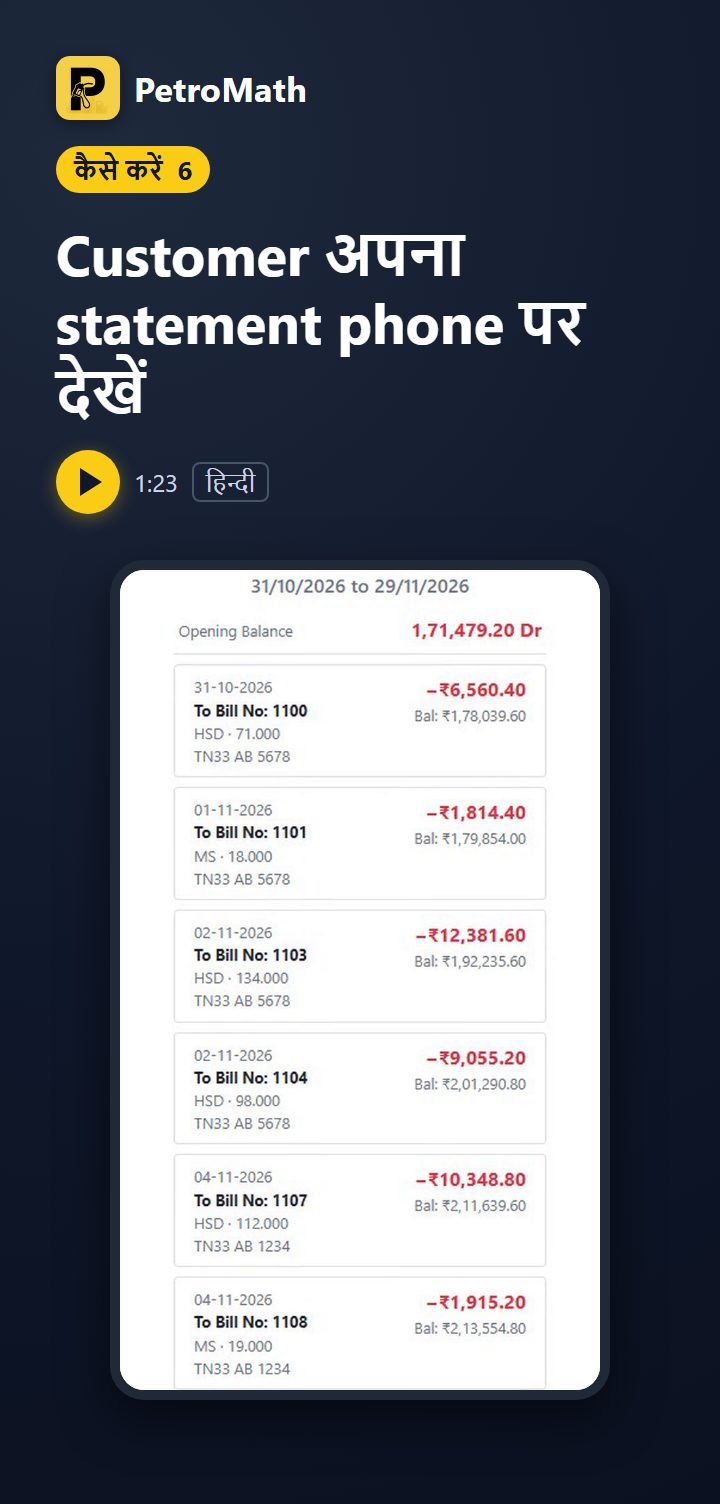 PetroMath
कैसे करें 6
Customer अपना
statement phone पर
देखें
1:23 हिन्दी
31/10/2026 to 29/11/2026
Opening Balance 1,71,479.20 Dr
31-10-2026 –₹6,560.40
To Bill No: 1100 Bal: ₹1,78,039.60
HSD · 71.000
TN33 AB 5678
01-11-2026 –₹1,814.40
To Bill No: 1101 Bal: ₹1,79,854.00
MS · 18.000
TN33 AB 5678
02-11-2026 –₹12,381.60
To Bill No: 1103 Bal: ₹1,92,235.60
HSD · 134.000
TN33 AB 5678
02-11-2026 –₹9,055.20
To Bill No: 1104 Bal: ₹2,01,290.80
HSD · 98.000
TN33 AB 5678
04-11-2026 –₹10,348.80
To Bill No: 1107 Bal: ₹2,11,639.60
HSD · 112.000
TN33 AB 1234
04-11-2026 –₹1,915.20
To Bill No: 1108 Bal: ₹2,13,554.80
MS · 19.000
TN33 AB 1234